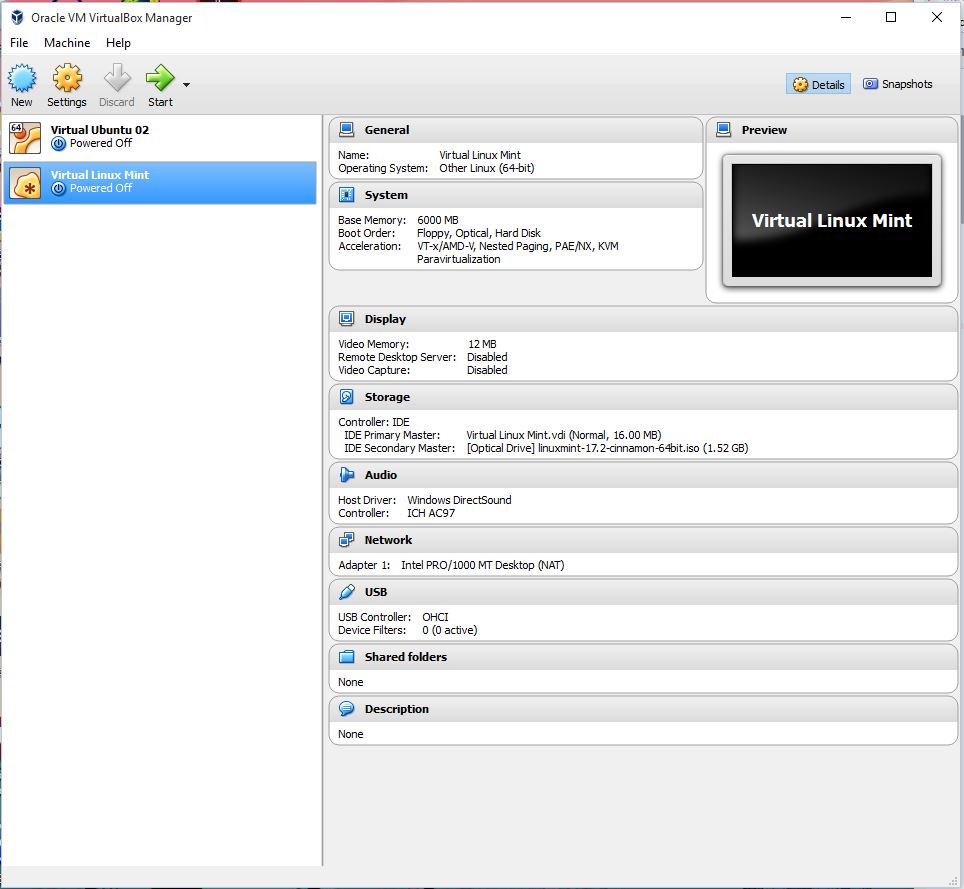 Oracle VM VirtualBox Manager
File Machine Help
New Settings Discard Start Details Snapshots
64 Virtual Ubuntu 02
Powered Off
Virtual Linux Mint
Powered Off
General
Name: Virtual Linux Mint
Operating System: Other Linux (64-bit)
System
Base Memory: 6000 MB
Boot Order: Floppy, Optical, Hard Disk
Acceleration: VT-x/AMD-V, Nested Paging, PAE/NX, KVM
Paravirtualization
Preview
Virtual Linux Mint
Display
Video Memory: 12 MB
Remote Desktop Server: Disabled
Video Capture: Disabled
Storage
Controller: IDE
IDE Primary Master: Virtual Linux Mint.vdi (Normal, 16.00 MB)
IDE Secondary Master: [Optical Drive] linuxmint-17.2-cinnamon-64bit.iso (1.52 GB)
Audio
Host Driver: Windows DirectSound
Controller: ICH AC97
Network
Adapter 1: Intel PRO/1000 MT Desktop (NAT)
USB
USB Controller: OHCI
Device Filters: 0 (0 active)
Shared folders
None
Description
None